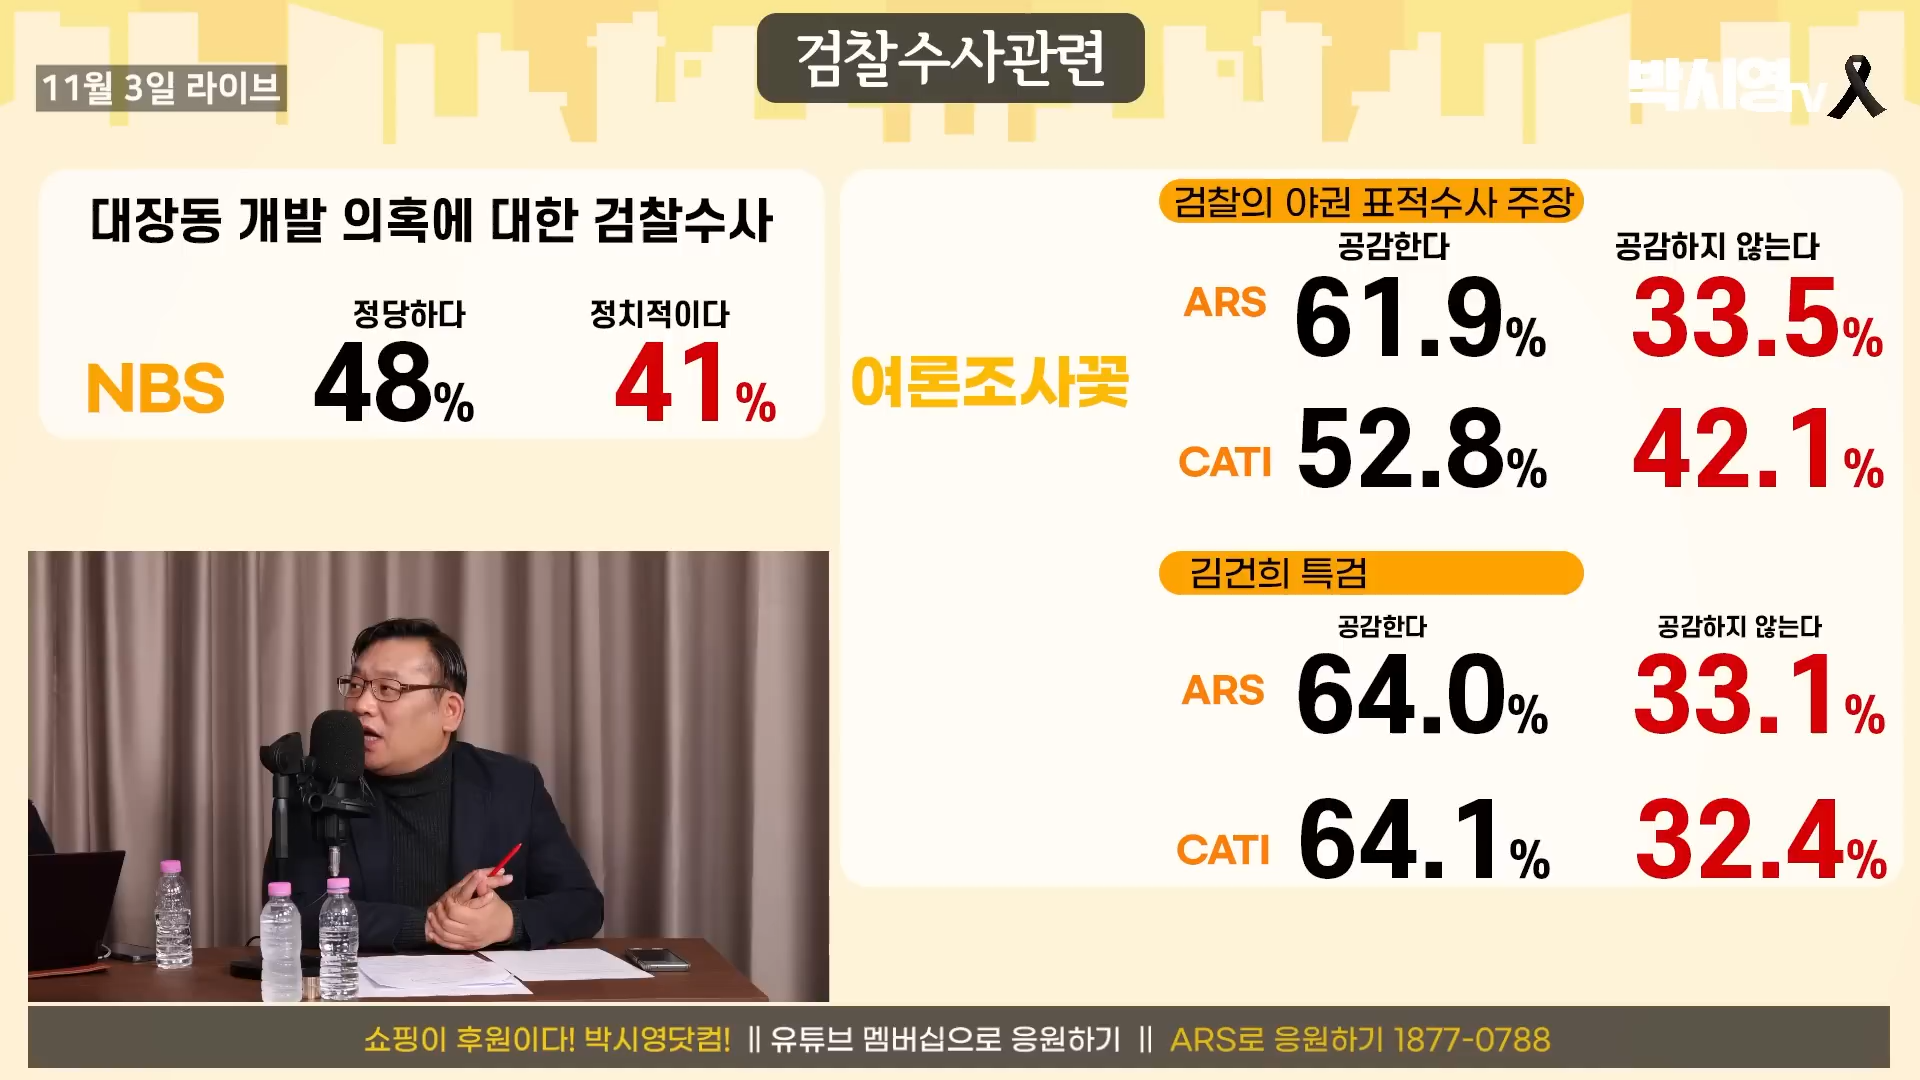 검찰수사관련
11월 3일 라이브
박시영TV
대장동 개발 의혹에 대한 검찰수사
정당하다 정치적이다
NBS 48% 41%
여론조사꽃
검찰의 야권 표적수사 주장
공감한다 공감하지 않는다
ARS 61.9% 33.5%
CATI 52.8% 42.1%
김건희 특검
공감한다 공감하지 않는다
ARS 64.0% 33.1%
CATI 64.1% 32.4%
쇼핑이 후원이다! 박시영닷컴! || 유튜브 멤버십으로 응원하기 || ARS로 응원하기 1877-0788